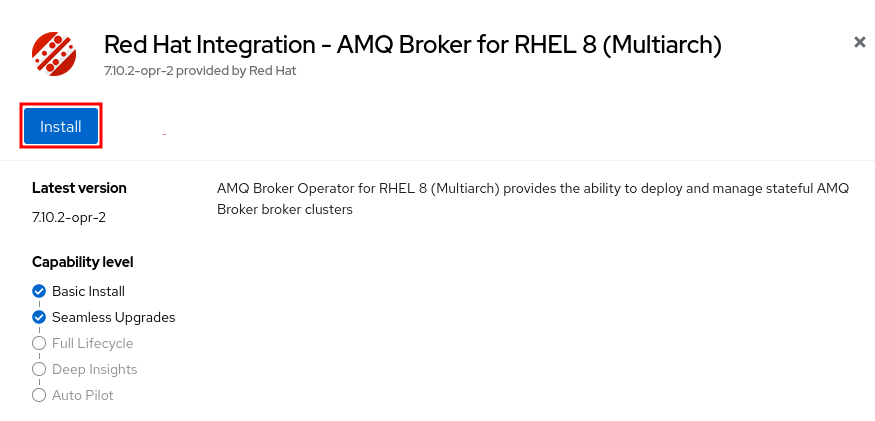 Red Hat Integration - AMQ Broker for RHEL 8 (Multiarch)
7.10.2-opr-2 provided by Red Hat
Install
Latest version
7.10.2-opr-2
AMQ Broker Operator for RHEL 8 (Multiarch) provides the ability to deploy and manage stateful AMQ
Broker broker clusters
Capability level
Basic Install
Seamless Upgrades
Full Lifecycle
Deep Insights
Auto Pilot